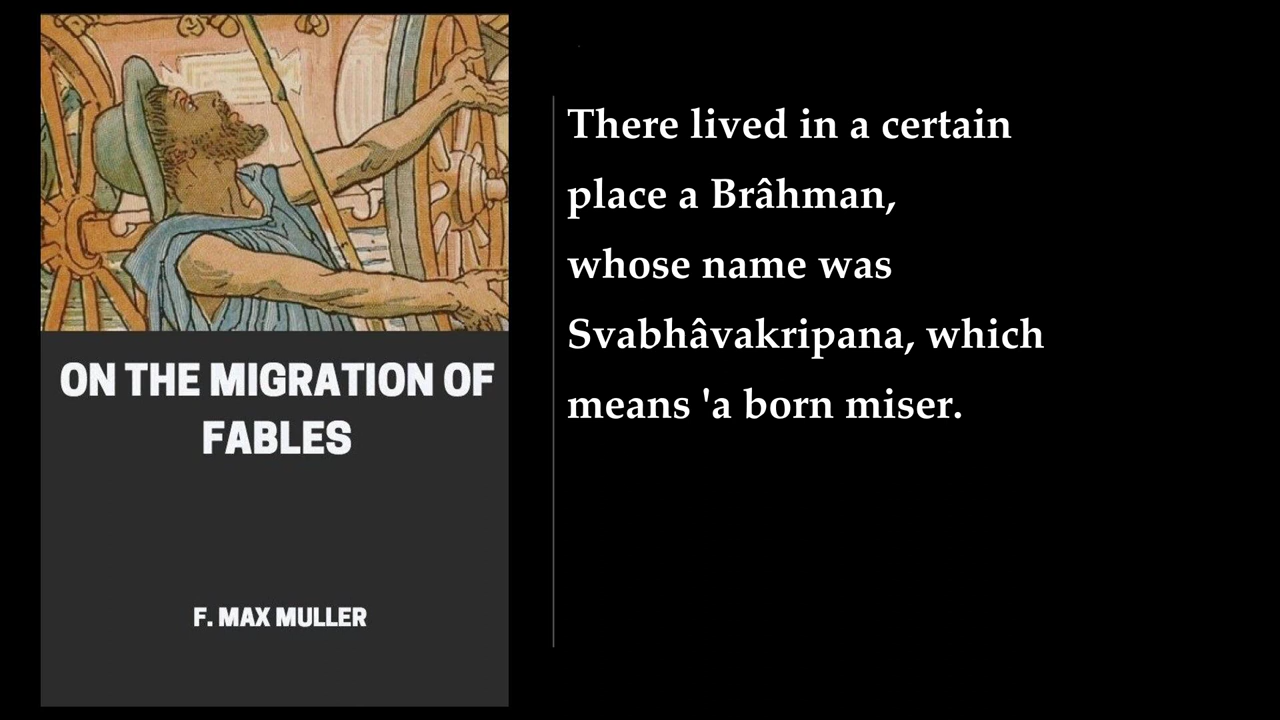 ON THE MIGRATION OF
FABLES
F. MAX MULLER
There lived in a certain
place a Brâhman,
whose name was
Svabhâvakripana, which
means 'a born miser.